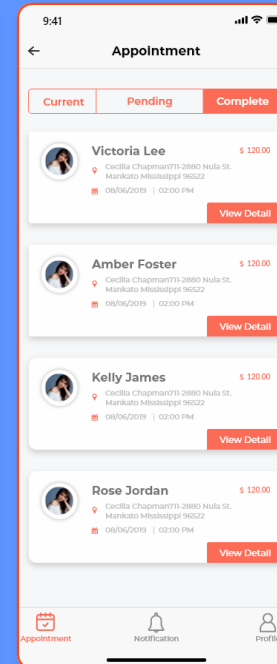 9:41
Appointment
Current Pending Complete
Victoria Lee $ 120.00
Cecilia Chapman711-2880 Nula St.
Mankato Mississippi 96522
08/06/2019 | 02:00 PM
View Detail
Amber Foster $ 120.00
Cecilia Chapman711-2880 Nula St.
Mankato Mississippi 96522
08/06/2019 | 02:00 PM
View Detail
Kelly James $ 120.00
Cecilia Chapman711-2880 Nula St.
Mankato Mississippi 96522
08/06/2019 | 02:00 PM
View Detail
Rose Jordan $ 120.00
Cecilia Chapman711-2880 Nula St.
Mankato Mississippi 96522
08/06/2019 | 02:00 PM
View Detail
Appointment Notification Profile